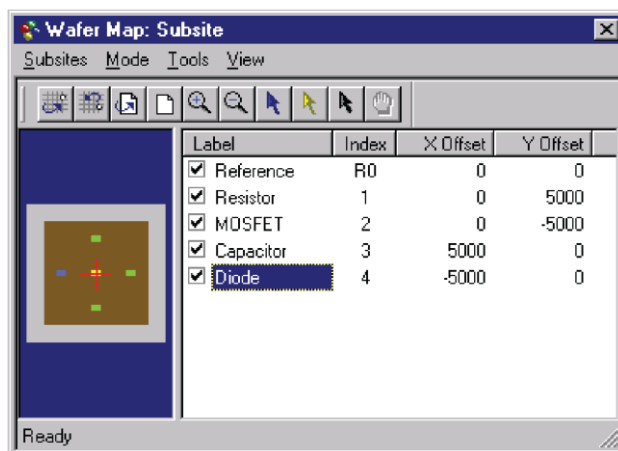 Wafer Map: Subsite
Subsites Mode Tools View
Label Index X Offset Y Offset
Reference R0 0 0
Resistor 1 0 5000
MOSFET 2 0 -5000
Capacitor 3 5000 0
Diode 4 -5000 0
Ready